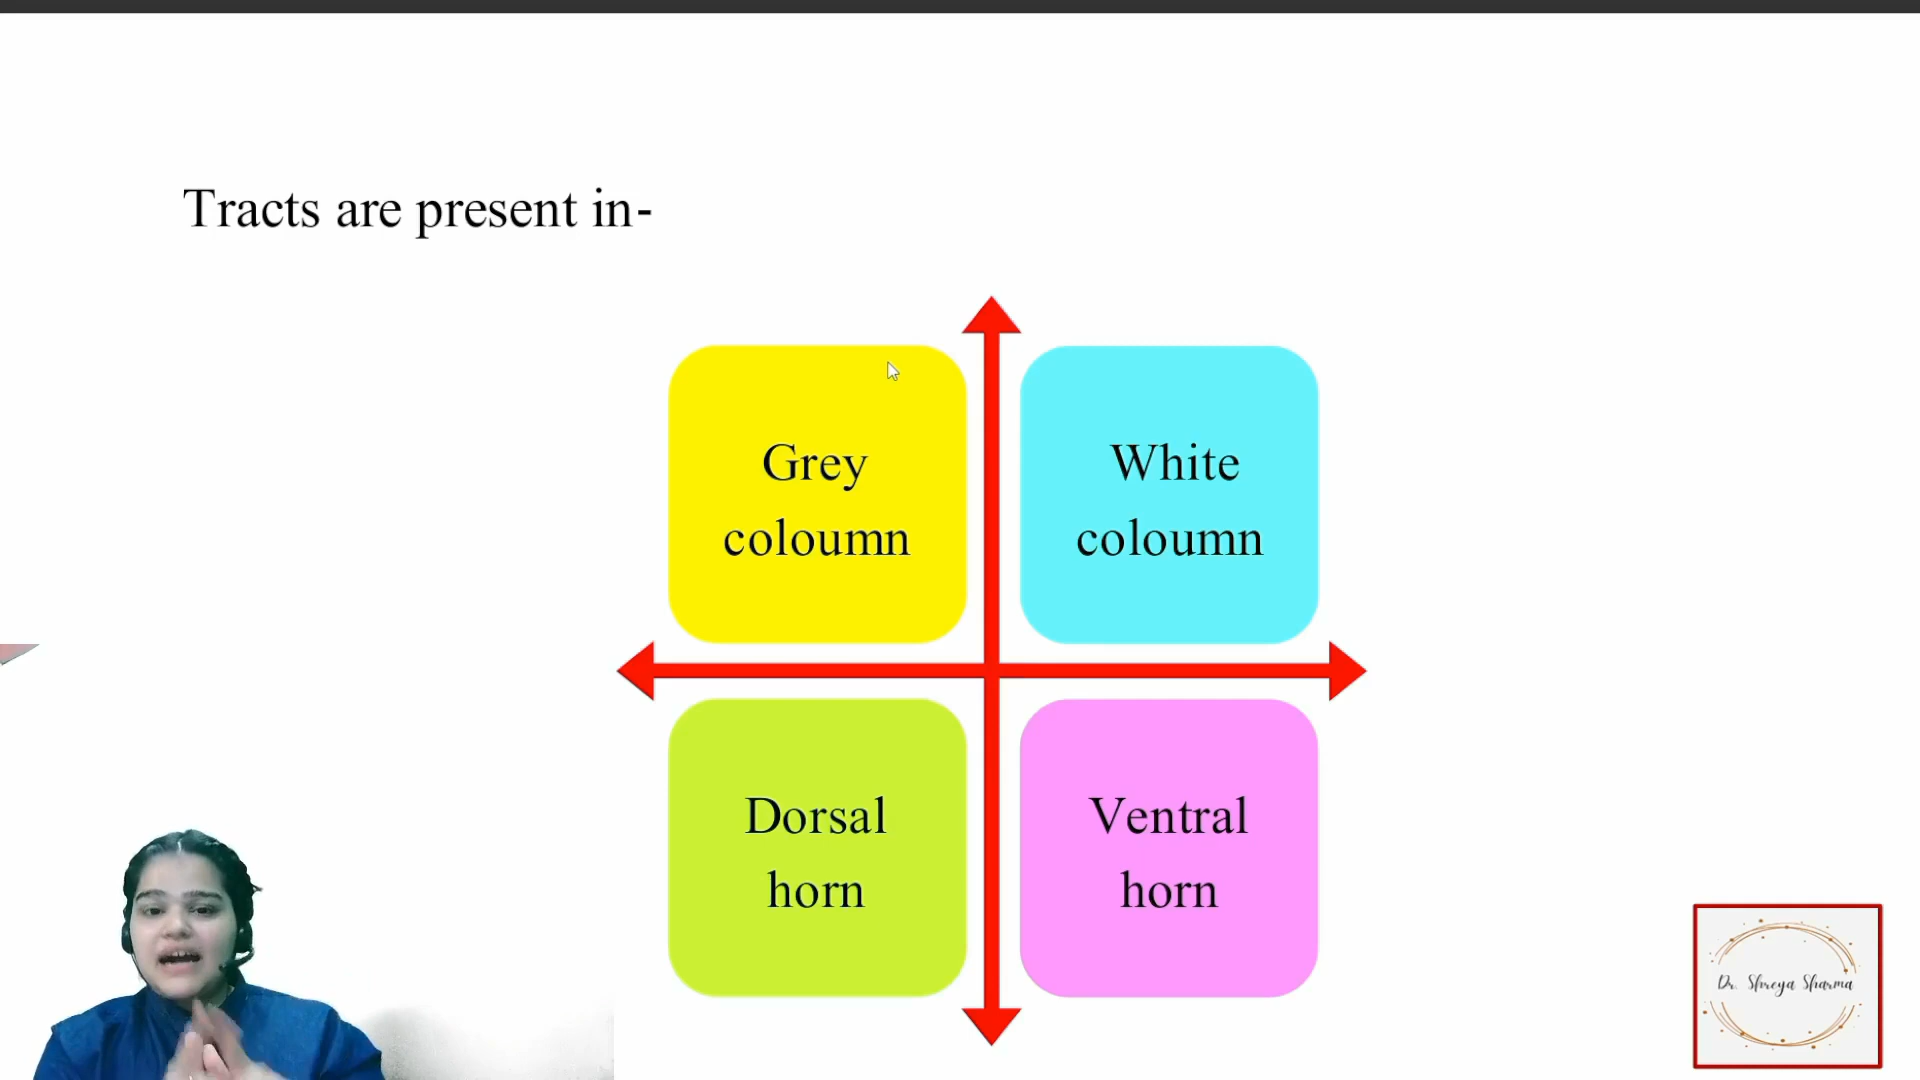 Tracts are present in-
Grey
coloumn
White
coloumn
Dorsal
horn
Ventral
horn
Dr. Shreya Sharma